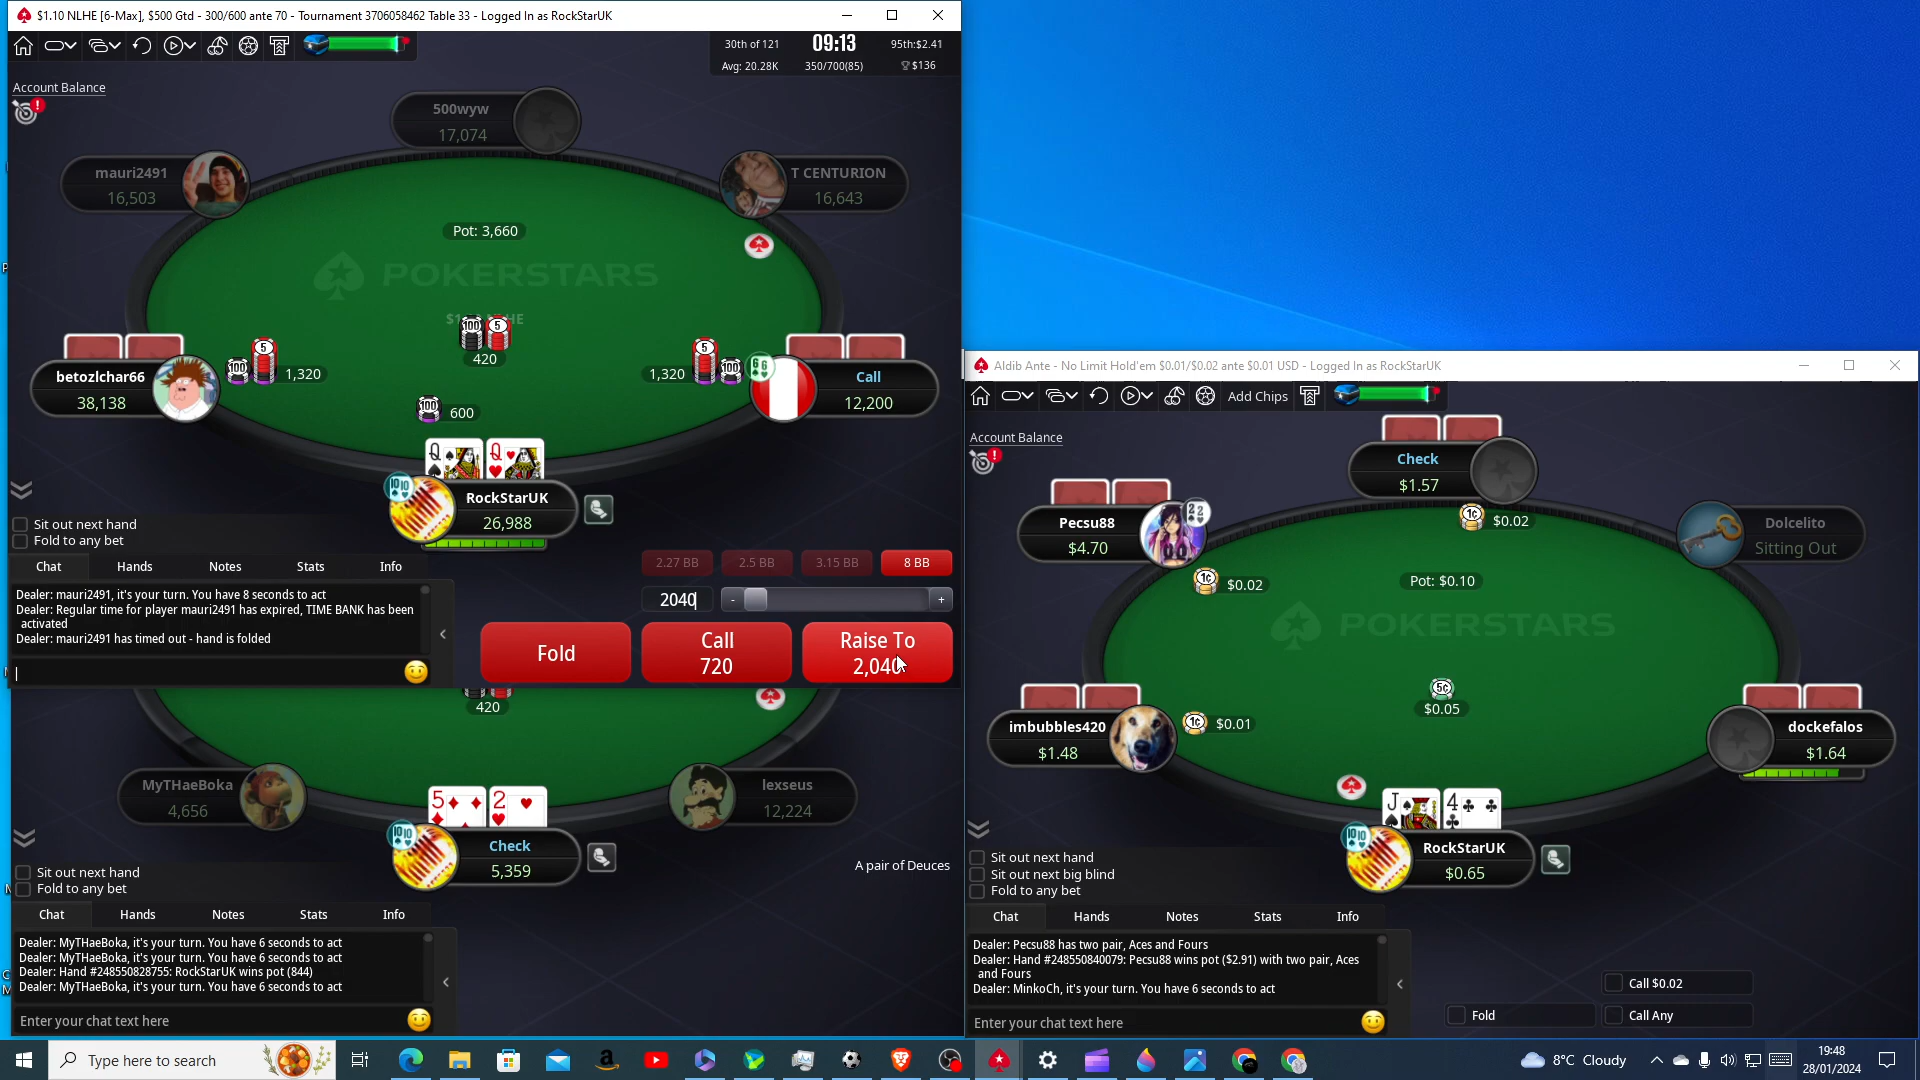 $1.10 NLHE [6-Max], $500 Gtd - 300/600 ante 70 - Tournament 3706058462 Table 33 - Logged In as RockStarUK
30th of 121
09:13
95th:$2.41
Avg: 20.28K
350/700(85)
$136
Account Balance
500wyw
17,074
mauri2491
16,503
T CENTURION
16,643
Pot: 3,660
POKERSTARS
420
betozlchar66
38,138
1,320
1,320
Call
12,200
600
Q Q
RockStarUK
26,988
Sit out next hand
Fold to any bet
Chat Hands Notes Stats Info
Dealer: mauri2491, it's your turn. You have 8 seconds to act
Dealer: Regular time for player mauri2491 has expired, TIME BANK has been
activated
Dealer: mauri2491 has timed out - hand is folded
2.27 BB 2.5 BB 3.15 BB 8 BB
2040
- +
Fold
Call
720
Raise To
2,040
420
MyTHaeBoka
4,656
lexseus
12,224
5 2
Check
5,359
A pair of Deuces
Sit out next hand
Fold to any bet
Chat Hands Notes Stats Info
Dealer: MyTHaeBoka, it's your turn. You have 6 seconds to act
Dealer: MyTHaeBoka, it's your turn. You have 6 seconds to act
Dealer: Hand #248550828755: RockStarUK wins pot (844)
Dealer: MyTHaeBoka, it's your turn. You have 6 seconds to act
Enter your chat text here
Aldib Ante - No Limit Hold'em $0.01/$0.02 ante $0.01 USD - Logged In as RockStarUK
Add Chips
Account Balance
Check
$1.57
Pecsu88
$4.70
$0.02
Dolcelito
Sitting Out
$0.02
Pot: $0.10
POKERSTARS
$0.05
imbubbles420
$1.48
$0.01
dockefalos
$1.64
J 4
RockStarUK
$0.65
Sit out next hand
Sit out next big blind
Fold to any bet
Chat Hands Notes Stats Info
Dealer: Pecsu88 has two pair, Aces and Fours
Dealer: Hand #248550840079: Pecsu88 wins pot ($2.91) with two pair, Aces
and Fours
Dealer: MinkoCh, it's your turn. You have 6 seconds to act
Enter your chat text here
Call $0.02
Fold
Call Any
Type here to search
8°C Cloudy
19:48
28/01/2024